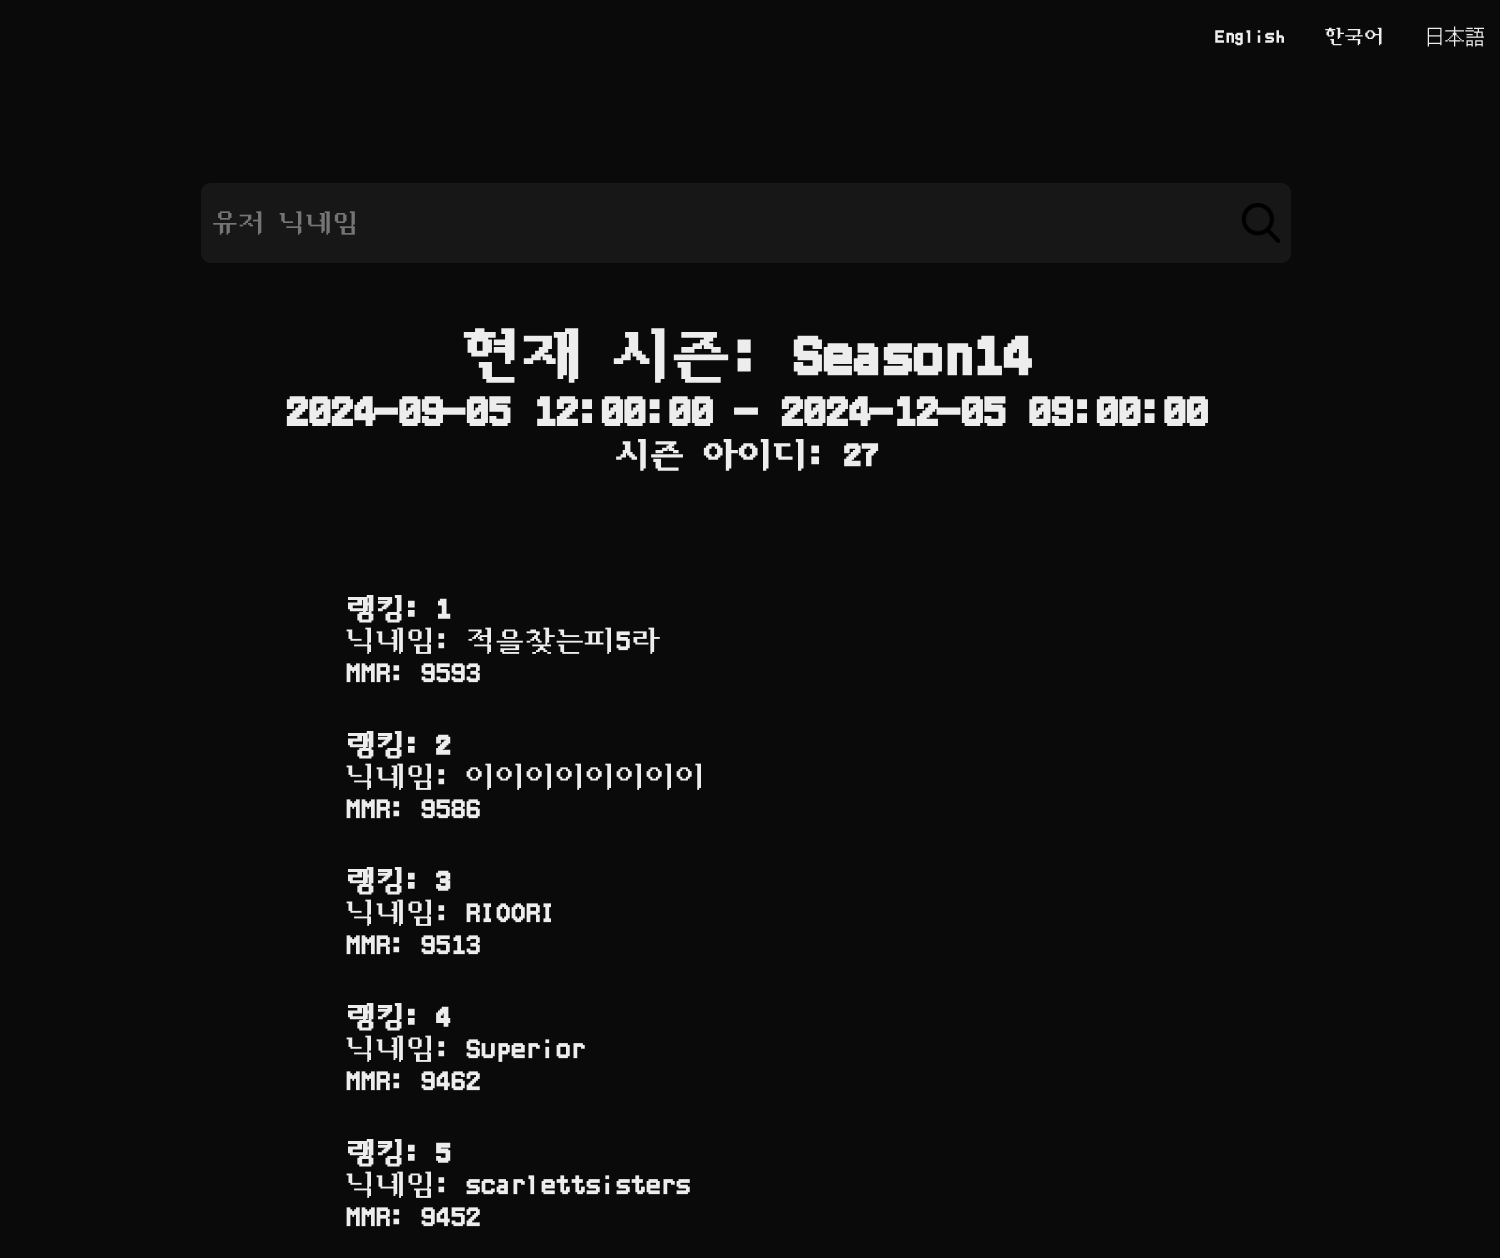 English 한국어 日本語
유저 닉네임
현재 시즌: Season14
2024-09-05 12:00:00 - 2024-12-05 09:00:00
시즌 아이디: 27
랭킹: 1
닉네임: 적을찾는피5라
MMR: 9593
랭킹: 2
닉네임: 이이이이이이이이
MMR: 9586
랭킹: 3
닉네임: RIOORI
MMR: 9513
랭킹: 4
닉네임: Superior
MMR: 9462
랭킹: 5
닉네임: scarlettsisters
MMR: 9452